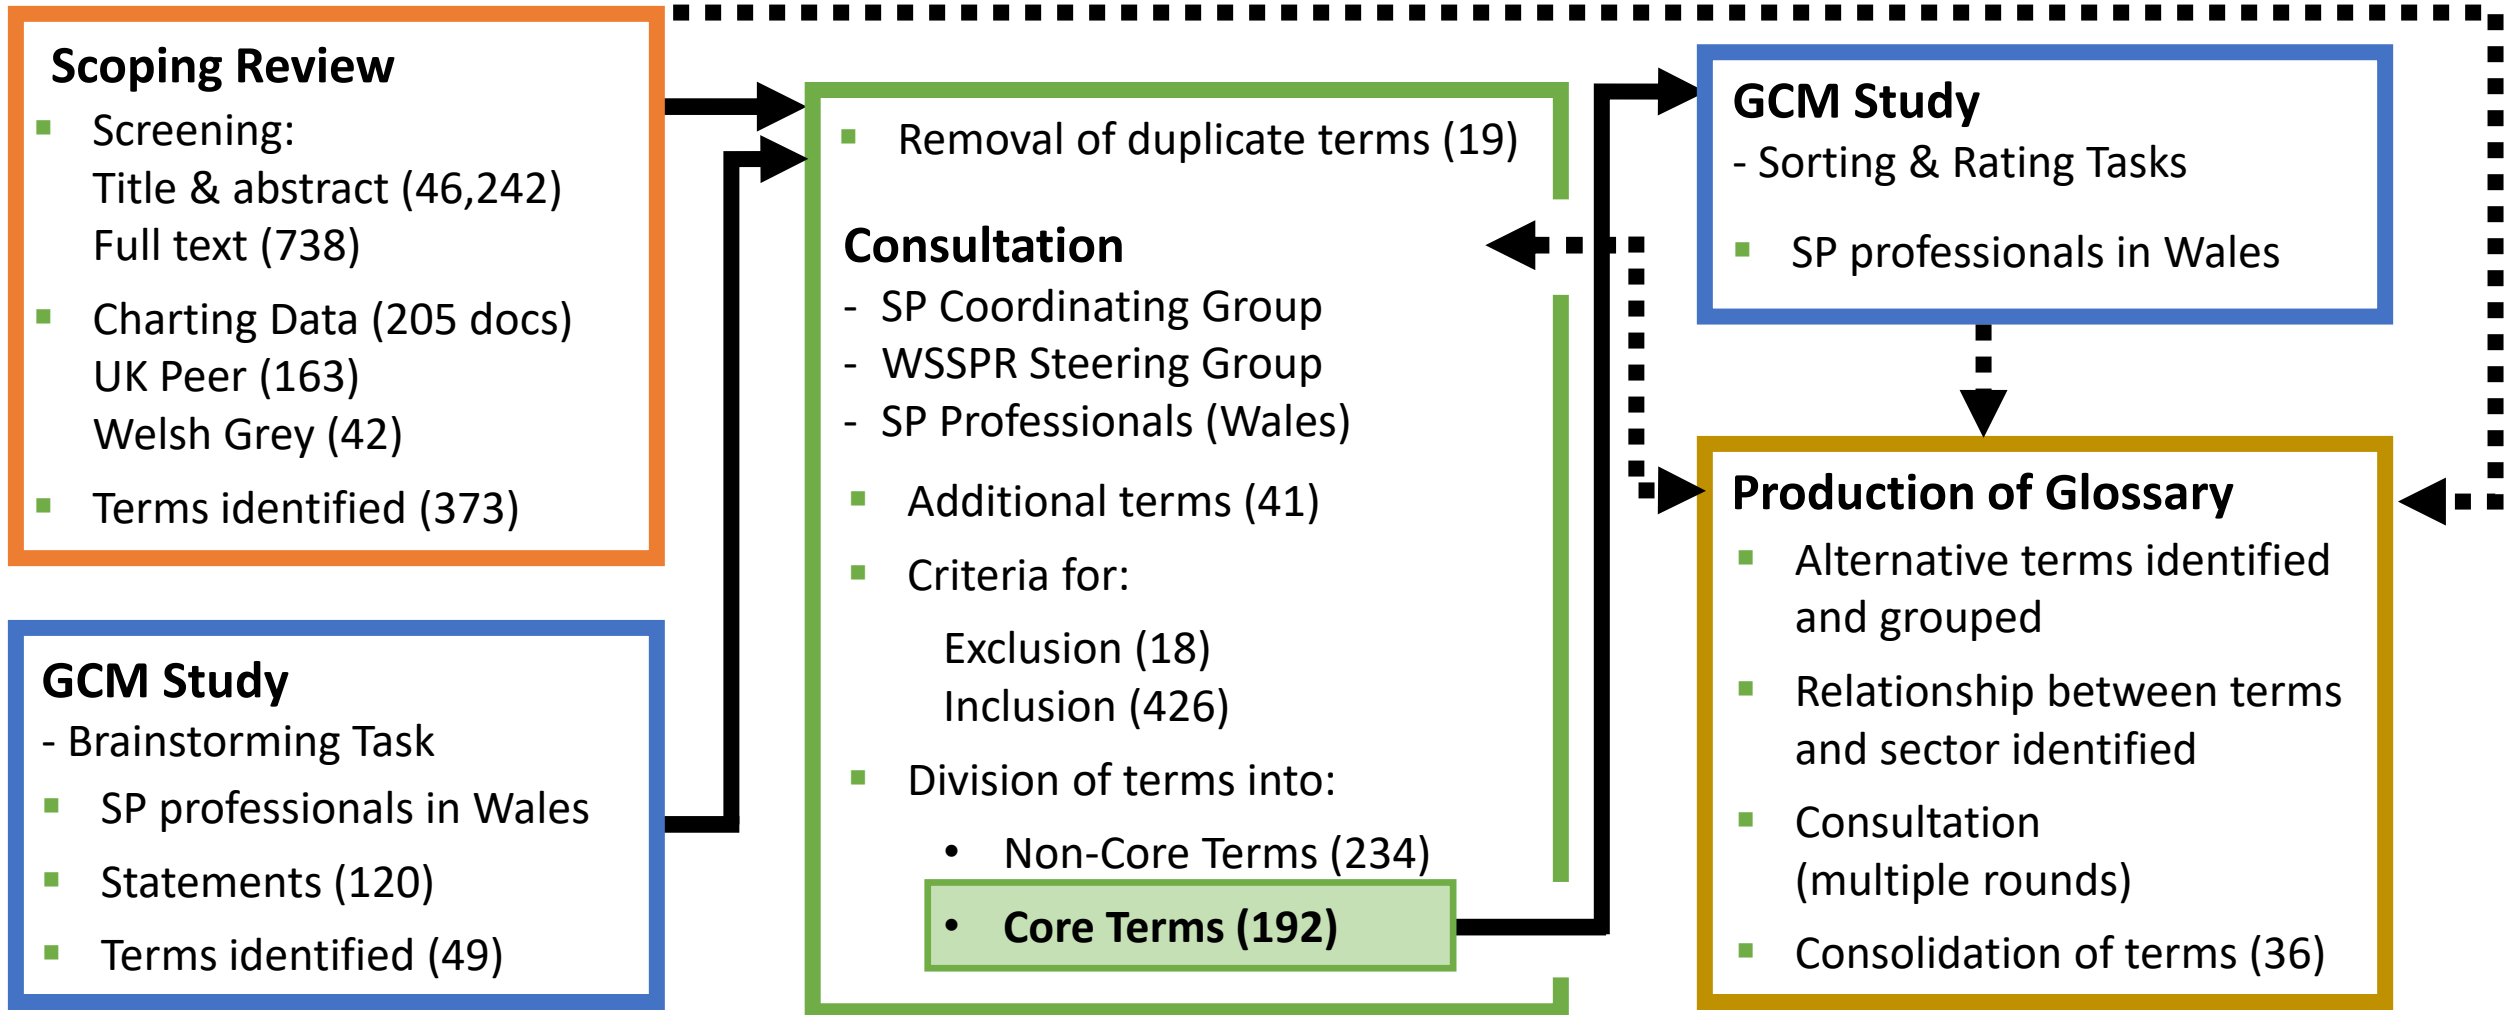 Scoping Review
▪ Screening:
Title & abstract (46,242)
Full text (738)
▪ Charting Data (205 docs)
UK Peer (163)
Welsh Grey (42)
▪ Terms identified (373)
GCM Study
- Brainstorming Task
▪ SP professionals in Wales
▪ Statements (120)
▪ Terms identified (49)
▪ Removal of duplicate terms (19)
Consultation
- SP Coordinating Group
- WSSPR Steering Group
- SP Professionals (Wales)
▪ Additional terms (41)
▪ Criteria for:
Exclusion (18)
Inclusion (426)
▪ Division of terms into:
• Non-Core Terms (234)
• Core Terms (192)
GCM Study
- Sorting & Rating Tasks
▪ SP professionals in Wales
Production of Glossary
▪ Alternative terms identified
and grouped
▪ Relationship between terms
and sector identified
▪ Consultation
(multiple rounds)
▪ Consolidation of terms (36)